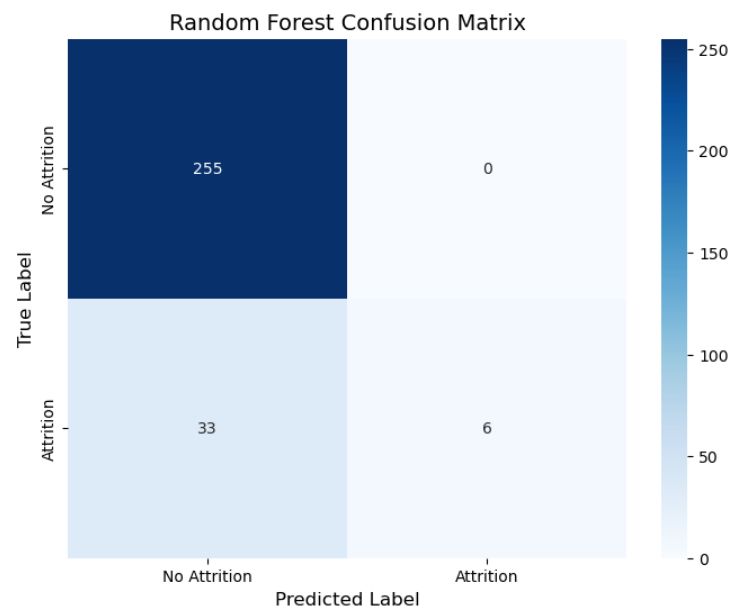 Random Forest Confusion Matrix
True Label
No Attrition
255
0
Attrition
33
6
No Attrition
Attrition
Predicted Label
250
200
150
100
50
0